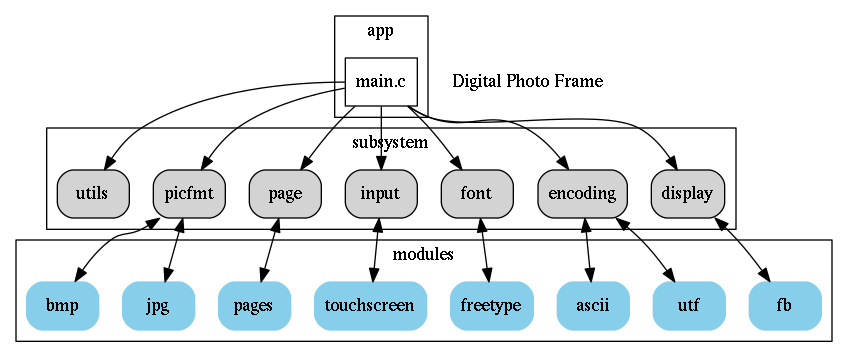 app
main.c
Digital Photo Frame
subsystem
utils
picfmt
page
input
font
encoding
display
modules
bmp
jpg
pages
touchscreen
freetype
ascii
utf
fb